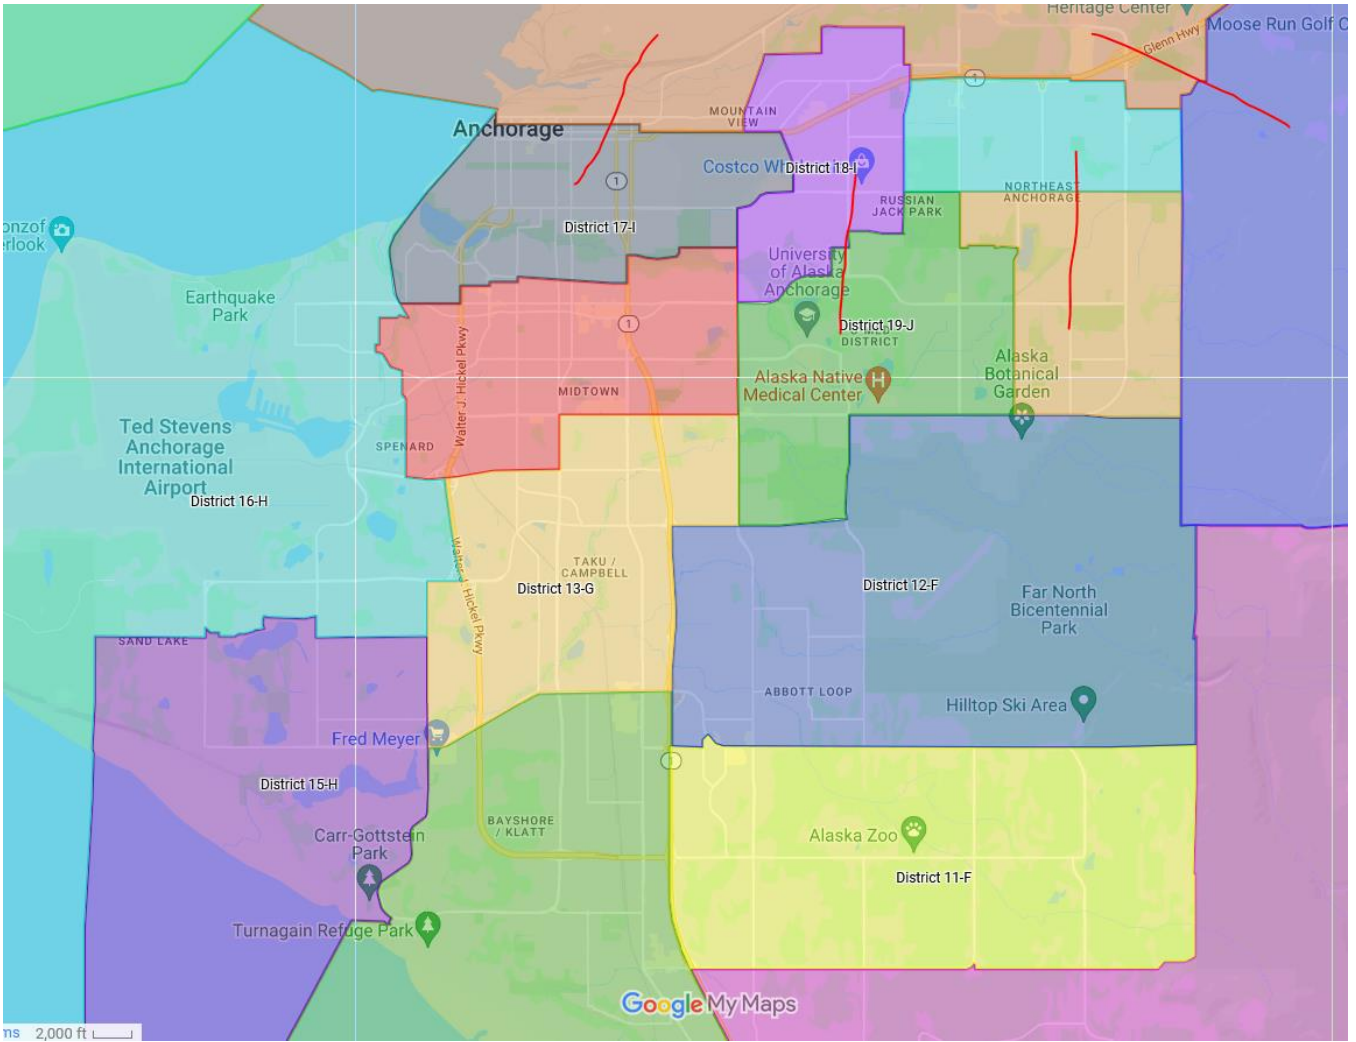 Heritage Center
Moose Run Golf C
Glenn Hwy
1
MOUNTAIN
VIEW
Anchorage
Costco Wh
District 18-I
1
NORTHEAST
ANCHORAGE
RUSSIAN
JACK PARK
onzof
erlook
District 17-I
University
of Alaska
Anchorage
Earthquake
Park
1
District 19-J
DISTRICT
Walter J. Hickel Pkwy
Alaska
Botanical
Garden
MIDTOWN
Alaska Native
Medical Center
H
Ted Stevens
Anchorage
International
Airport
SPENARD
District 16-H
Walter J. Hickel Pkwy
TAKU /
CAMPBELL
District 13-G
District 12-F
Far North
Bicentennial
Park
SAND LAKE
ABBOTT LOOP
Hilltop Ski Area
Fred Meyer
1
District 15-H
BAYSHORE
/ KLATT
Carr-Gottstein
Park
Alaska Zoo
District 11-F
Turnagain Refuge Park
Google My Maps
ms 2,000 ft